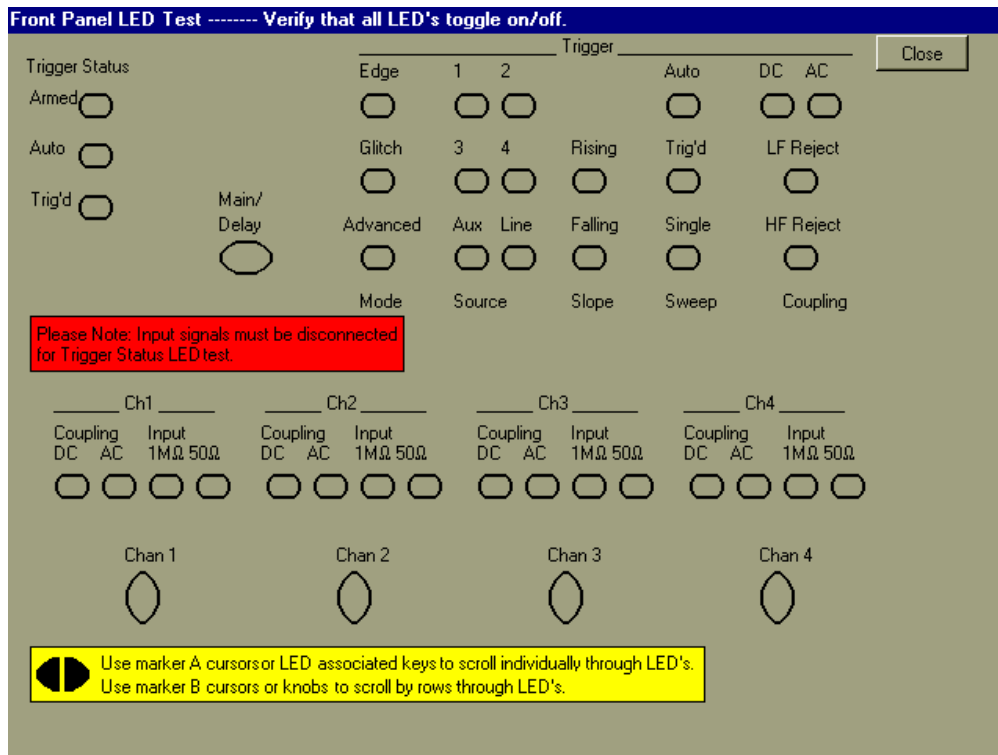 Front Panel LED Test -------- Verify that all LED's toggle on/off.
Trigger
Close
Trigger Status
Edge 1 2 Auto DC AC
Armed
Auto
Glitch 3 4 Rising Trig'd LF Reject
Trig'd
Main/
Delay
Advanced Aux Line Falling Single HF Reject
Mode Source Slope Sweep Coupling
Please Note: Input signals must be disconnected
for Trigger Status LED test.
Ch1 Ch2 Ch3 Ch4
Coupling Input Coupling Input Coupling Input Coupling Input
DC AC 1MΩ 50Ω DC AC 1MΩ 50Ω DC AC 1MΩ 50Ω DC AC 1MΩ 50Ω
Chan 1 Chan 2 Chan 3 Chan 4
Use marker A cursors or LED associated keys to scroll individually through LED's.
Use marker B cursors or knobs to scroll by rows through LED's.